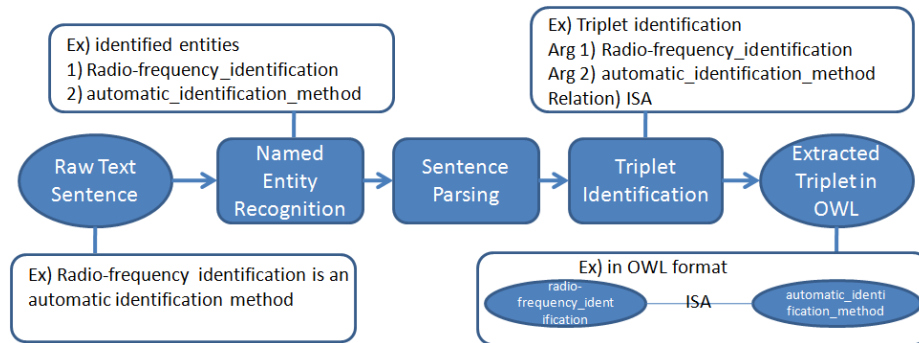 Ex) identified entities
1) Radio-frequency_identification
2) automatic_identification_method
Ex) Triplet identification
Arg 1) Radio-frequency_identification
Arg 2) automatic_identification_method
Relation) ISA
Raw Text
Sentence
Named
Entity
Recognition
Sentence
Parsing
Triplet
Identification
Extracted
Triplet in
OWL
Ex) Radio-frequency identification is an
automatic identification method
Ex) in OWL format
radio-
frequency_ident
ification
ISA
automatic_identi
fication_method